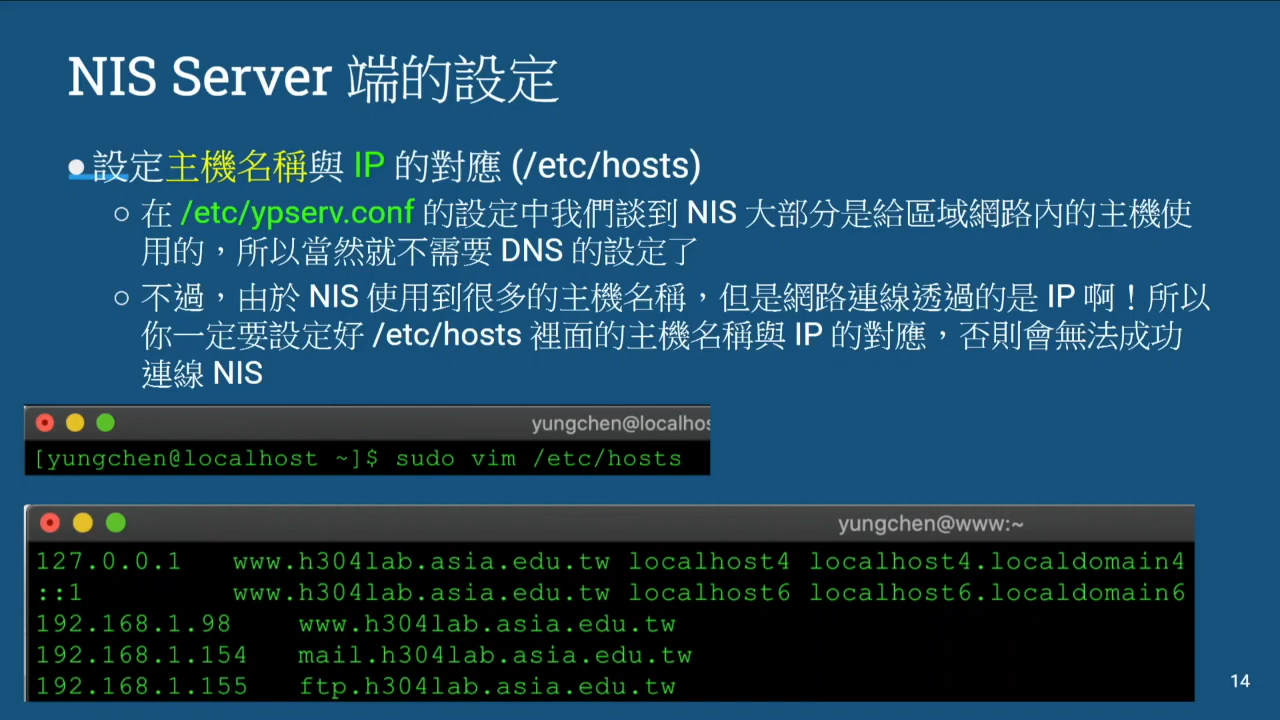 NIS Server 端的設定
●設定主機名稱與 IP 的對應 (/etc/hosts)
○ 在 /etc/ypserv.conf 的設定中我們談到 NIS 大部分是給區域網路內的主機使
用的，所以當然就不需要 DNS 的設定了
○ 不過，由於 NIS 使用到很多的主機名稱，但是網路連線透過的是 IP 啊！所以
你一定要設定好 /etc/hosts 裡面的主機名稱與 IP 的對應，否則會無法成功
連線 NIS
yungchen@localhos
[yungchen@localhost ~]$ sudo vim /etc/hosts
yungchen@www:~
127.0.0.1 www.h304lab.asia.edu.tw localhost4 localhost4.localdomain4
::1 www.h304lab.asia.edu.tw localhost6 localhost6.localdomain6
192.168.1.98 www.h304lab.asia.edu.tw
192.168.1.154 mail.h304lab.asia.edu.tw
192.168.1.155 ftp.h304lab.asia.edu.tw
14